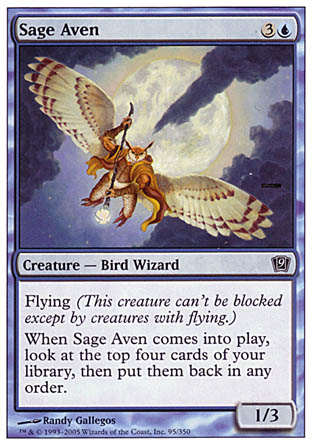 Sage Aven 3
Creature — Bird Wizard 9
Flying (This creature can't be blocked
except by creatures with flying.)
When Sage Aven comes into play,
look at the top four cards of your
library, then put them back in any
order.
Randy Gallegos
™ & © 1993–2005 Wizards of the Coast, Inc. 95/350
1/3